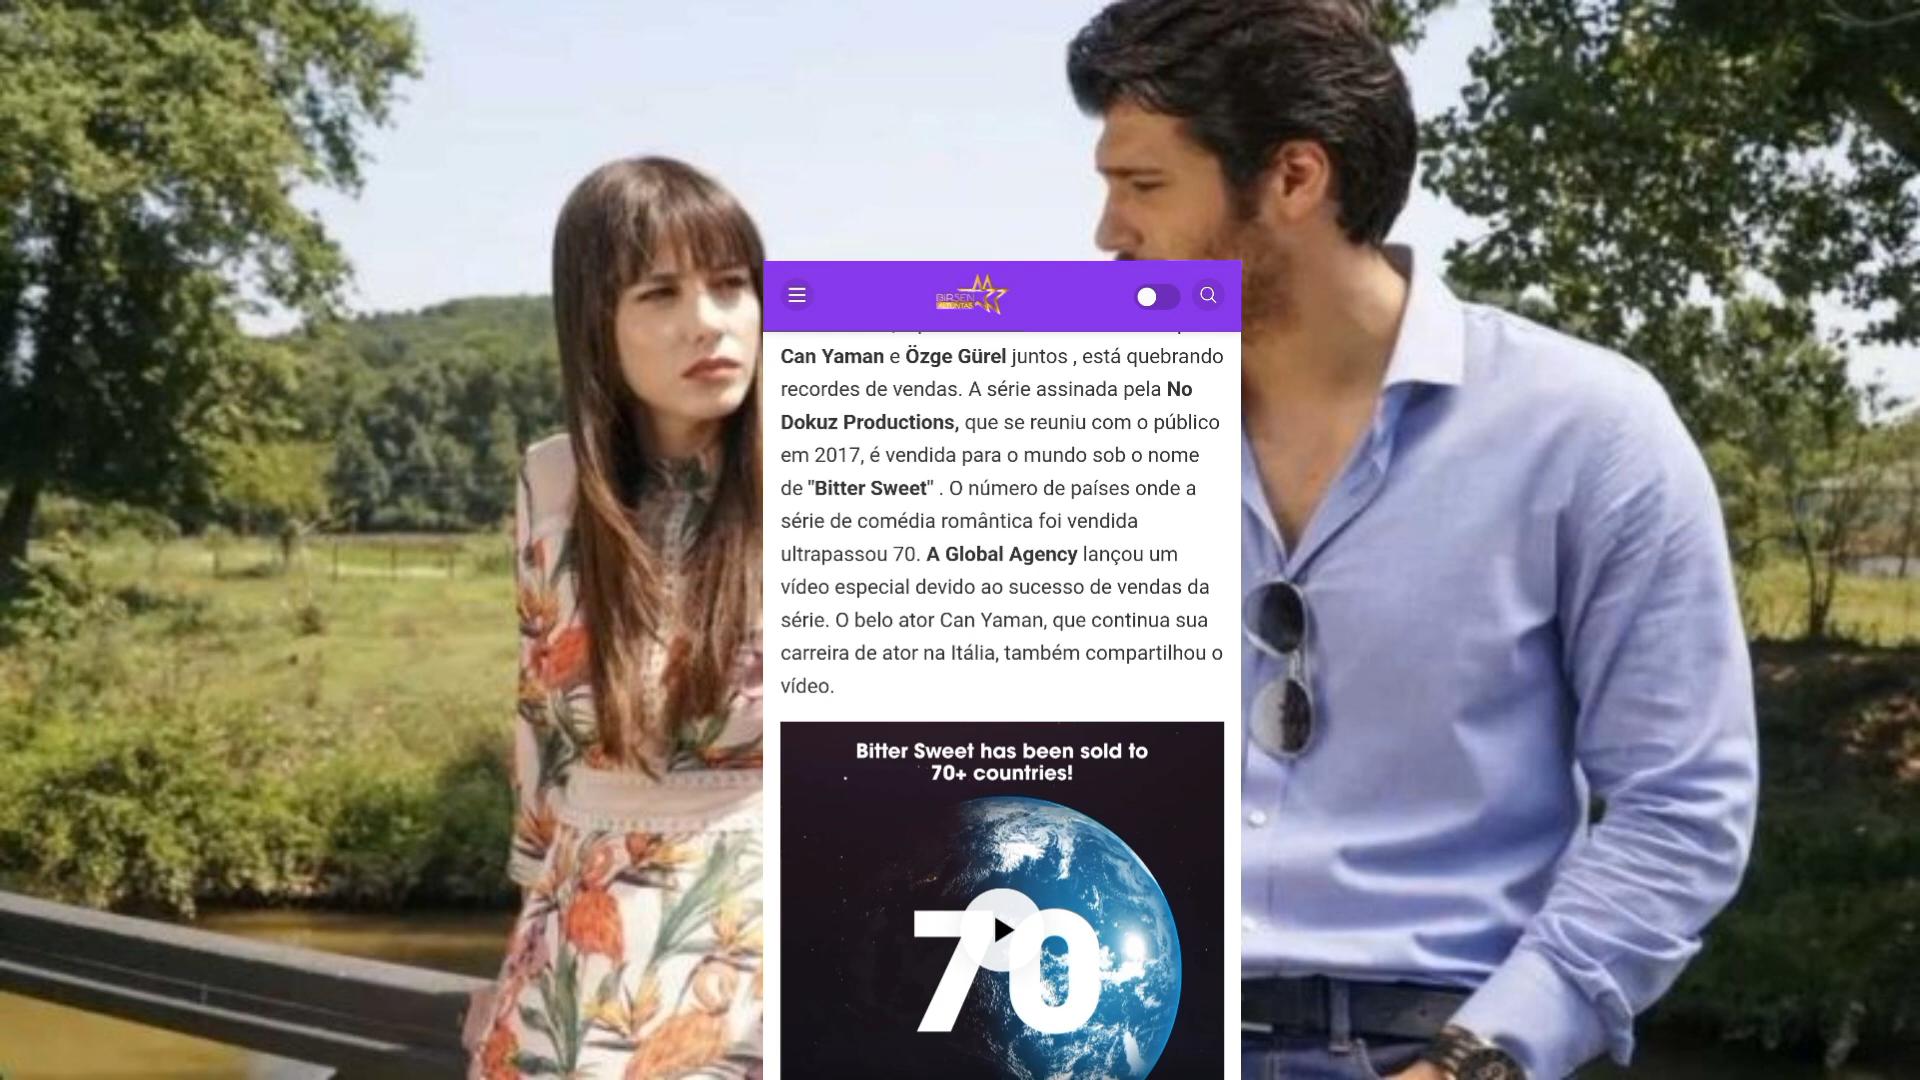 BİRSEN
ALTUNTAŞ
Can Yaman e Özge Gürel juntos , está quebrando
recordes de vendas. A série assinada pela No
Dokuz Productions, que se reuniu com o público
em 2017, é vendida para o mundo sob o nome
de "Bitter Sweet" . O número de países onde a
série de comédia romântica foi vendida
ultrapassou 70. A Global Agency lançou um
vídeo especial devido ao sucesso de vendas da
série. O belo ator Can Yaman, que continua sua
carreira de ator na Itália, também compartilhou o
vídeo.
Bitter Sweet has been sold to
70+ countries!
70